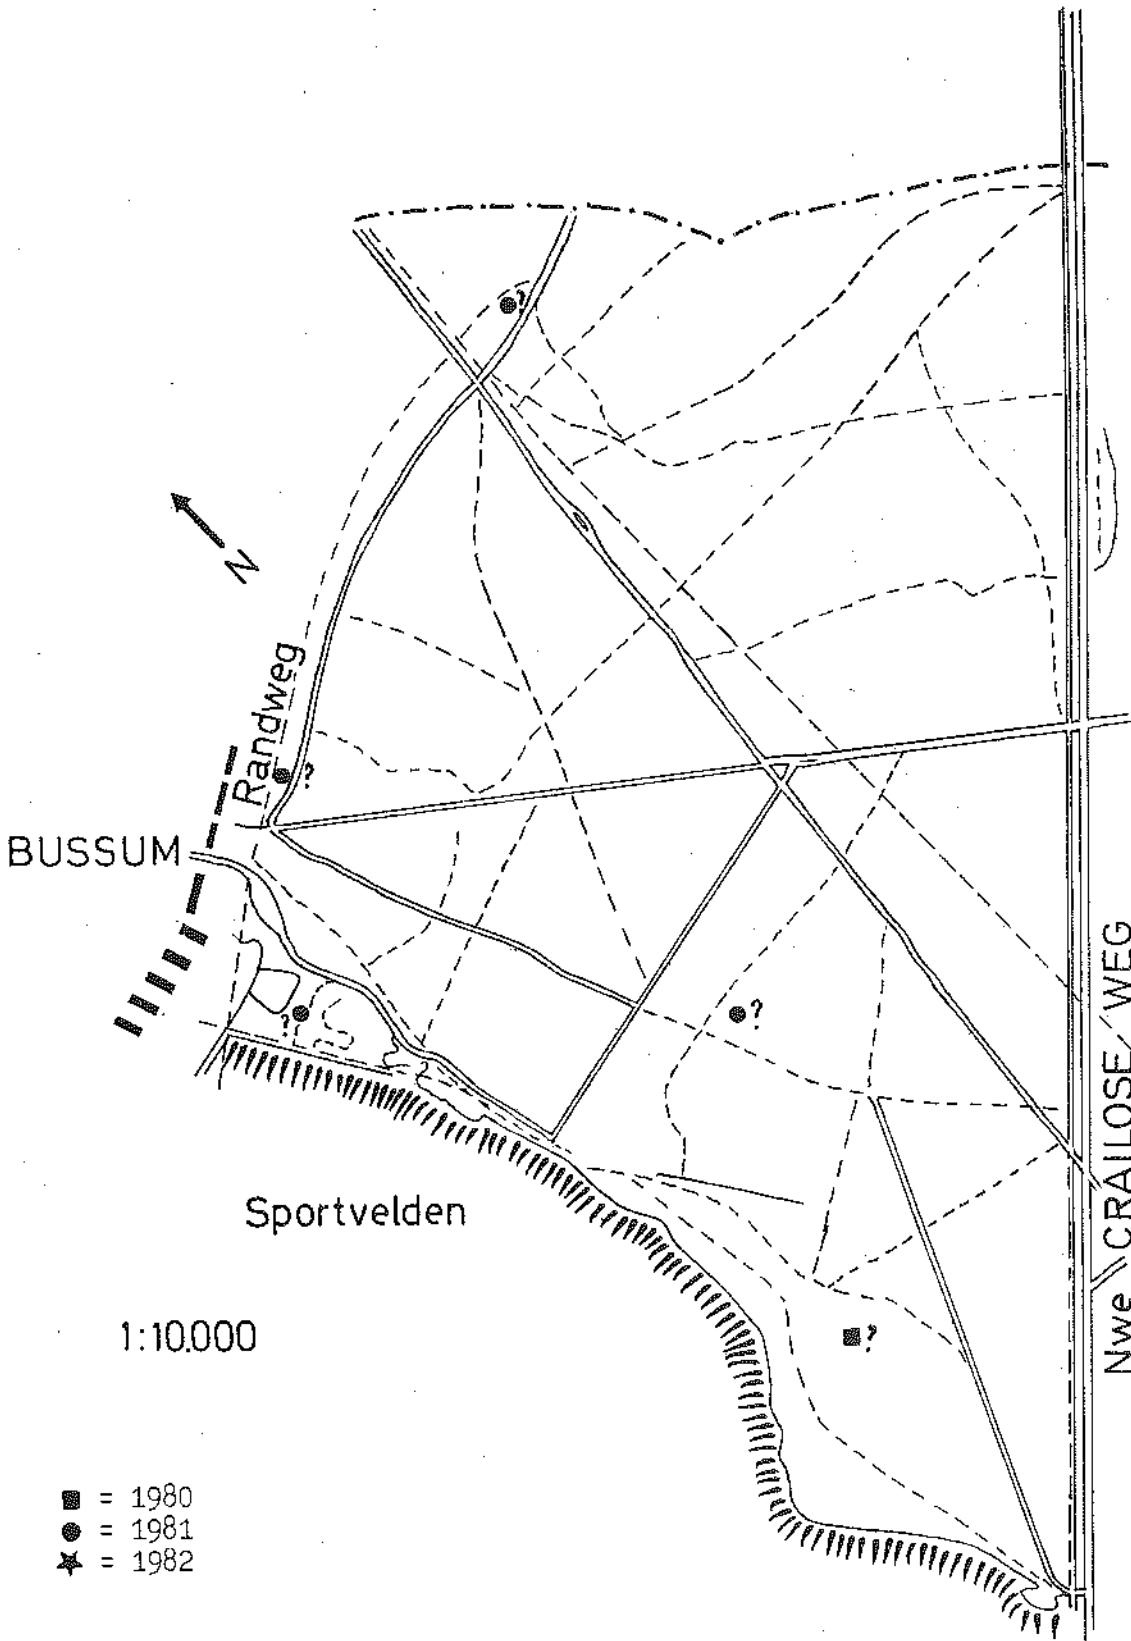 ?
N
Randweg
?
BUSSUM
?
?
Nwe CRAILOSE WEG
Sportvelden
1:10.000
?
■ = 1980
● = 1981
★ = 1982